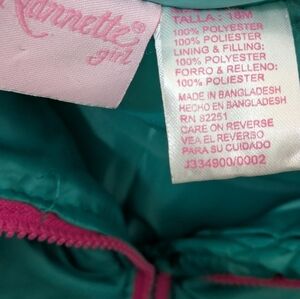 Nannette
girl
TALLA : 18M
100% POLYESTER
100% POLIESTER
LINING & FILLING:
100% POLYESTER
FORRO & RELLENO:
100% POLIESTER
MADE IN BANGLADESH
HECHO EN BANGLADESH
RN 82251
CARE ON REVERSE
VEA EL REVERSO
PARA SU CUIDADO
J334900/0002